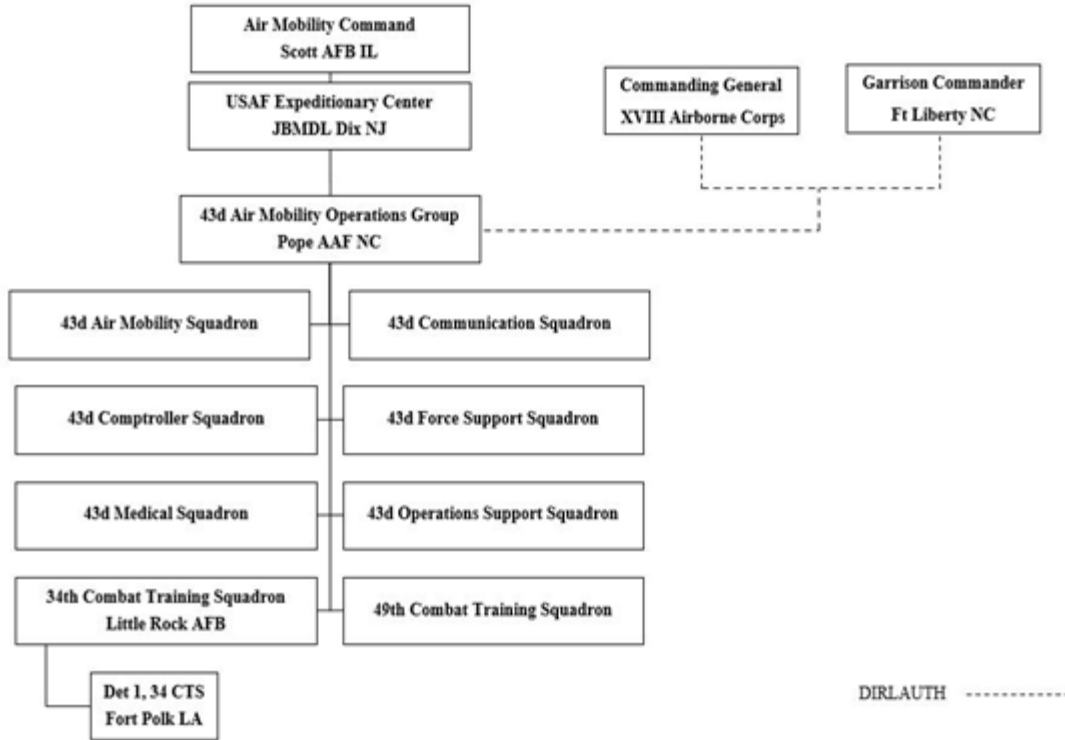 Air Mobility Command
Scott AFB IL
USAF Expeditionary Center
JBMDL Dix NJ
Commanding General
XVIII Airborne Corps
Garrison Commander
Ft Liberty NC
43d Air Mobility Operations Group
Pope AAF NC
43d Air Mobility Squadron
43d Communication Squadron
43d Comptroller Squadron
43d Force Support Squadron
43d Medical Squadron
43d Operations Support Squadron
34th Combat Training Squadron
Little Rock AFB
49th Combat Training Squadron
Det 1, 34 CTS
Fort Polk LA
DIRLAUTH